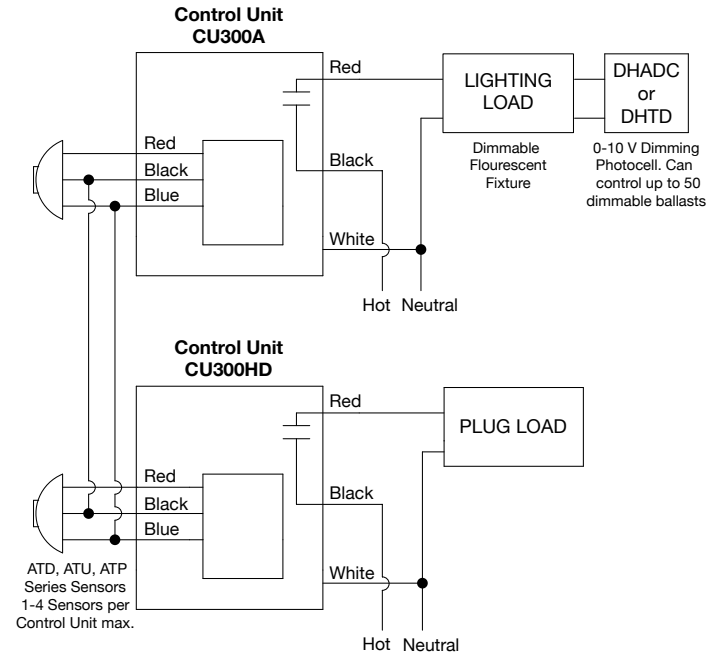 Control Unit
CU300A
Red
LIGHTING
LOAD
DHADC
or
DHTD
Red
Black
Blue
Black
Dimmable
Flourescent
Fixture
0-10 V Dimming
Photocell. Can
control up to 50
dimmable ballasts
White
Hot Neutral
Control Unit
CU300HD
Red
PLUG LOAD
Red
Black
Blue
Black
White
ATD, ATU, ATP
Series Sensors
1-4 Sensors per
Control Unit max.
Hot Neutral